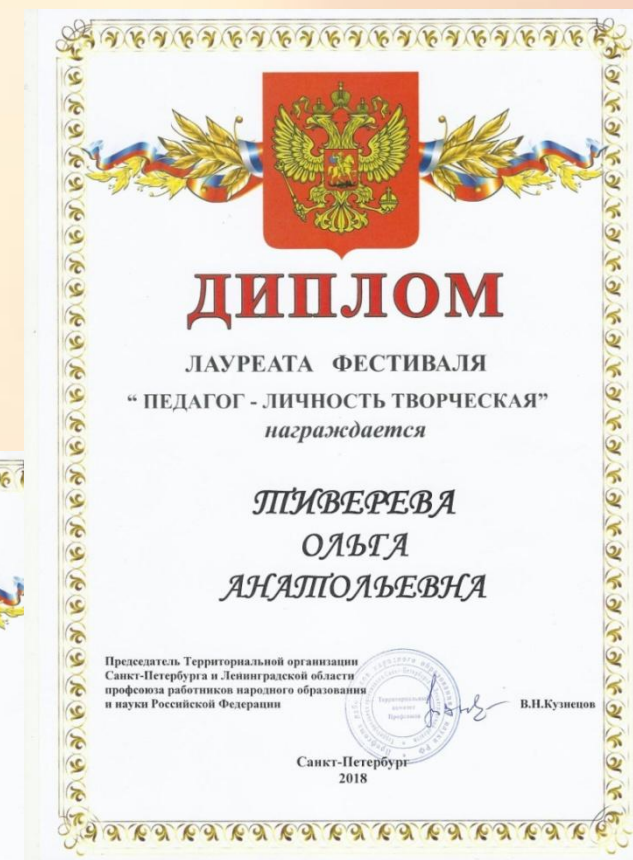 ДИПЛОМ
ЛАУРЕАТА ФЕСТИВАЛЯ
“ ПЕДАГОГ - ЛИЧНОСТЬ ТВОРЧЕСКАЯ”
награждается
ТИВЕРЕВА
ОЛЬГА
АНАТОЛЬЕВНА
Председатель Территориальной организации
Санкт-Петербурга и Ленинградской области
профсоюза работников народного образования
и науки Российской Федерации
В.Н.Кузнецов
Санкт-Петербург
2018